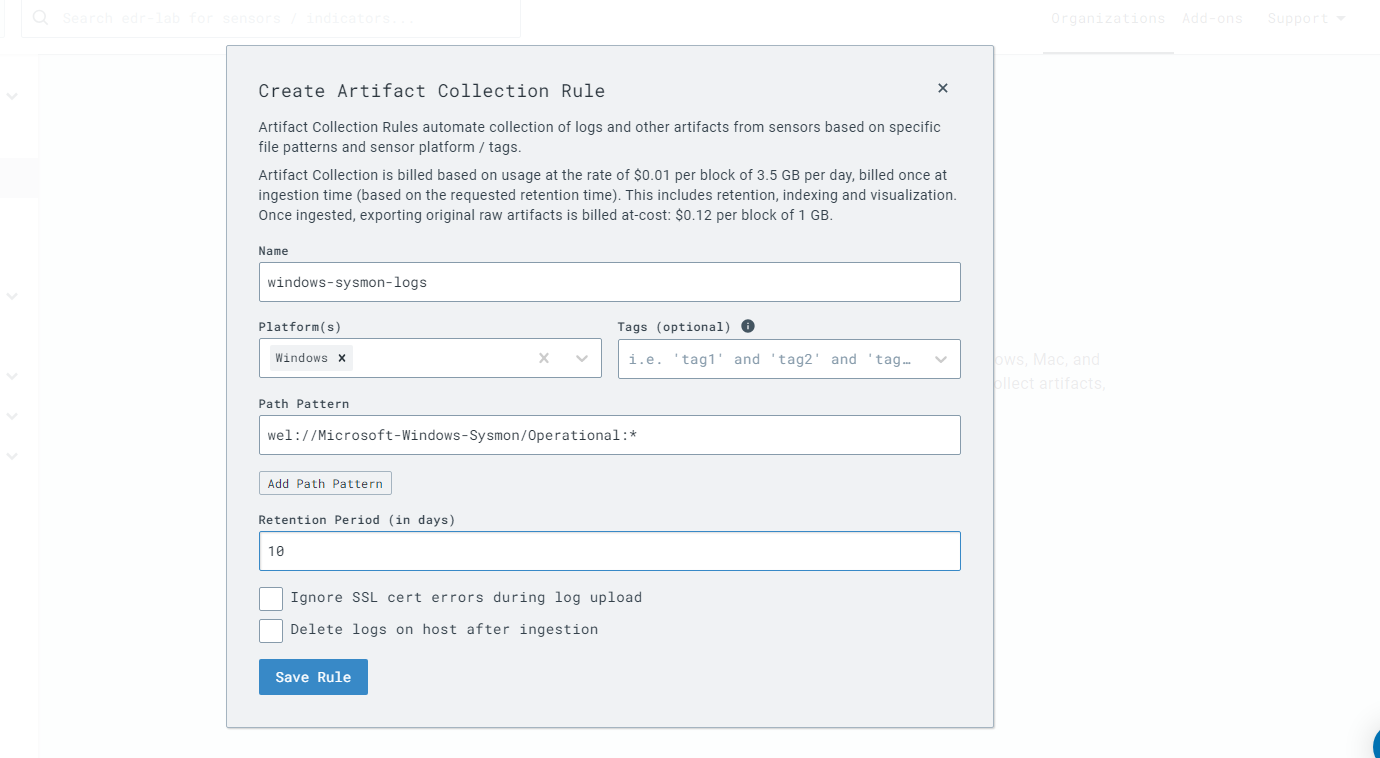 Search edr-lab for sensors / indicators...
Organizations Add-ons Support
Create Artifact Collection Rule
Artifact Collection Rules automate collection of logs and other artifacts from sensors based on specific
file patterns and sensor platform / tags.
Artifact Collection is billed based on usage at the rate of $0.01 per block of 3.5 GB per day, billed once at
ingestion time (based on the requested retention time). This includes retention, indexing and visualization.
Once ingested, exporting original raw artifacts is billed at-cost: $0.12 per block of 1 GB.
Name
windows-sysmon-logs
Platform(s)
Tags (optional)
Windows
i.e. 'tag1' and 'tag2' and 'tag…
ows, Mac, and
ollect artifacts,
Path Pattern
wel://Microsoft-Windows-Sysmon/Operational:*
Add Path Pattern
Retention Period (in days)
10
Ignore SSL cert errors during log upload
Delete logs on host after ingestion
Save Rule